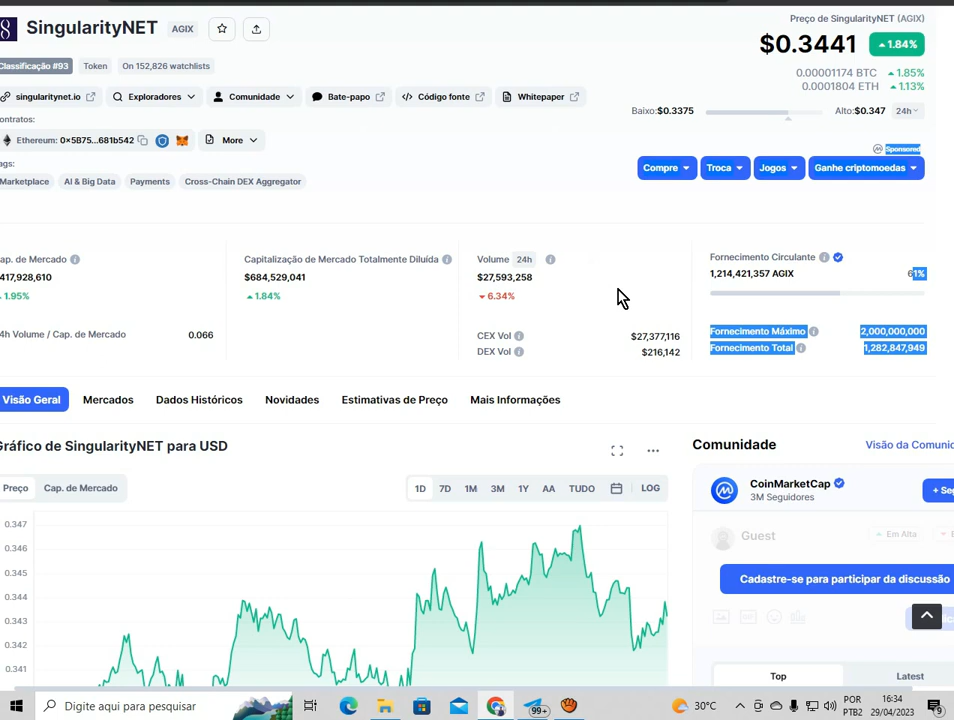 SingularityNET AGIX
Preço de SingularityNET (AGIX)
$0.3441 1.84%
Classificação #93 Token On 152,826 watchlists
0.00001174 BTC 1.85%
0.0001804 ETH 1.13%
singularitynet.io Exploradores Comunidade Bate-papo Código fonte Whitepaper
Baixo:$0.3375 Alto:$0.347 24h
ontratos:
Ethereum: 0x5B75...681b542 More
Sponsored
ags:
Compre Troca Jogos Ganhe criptomoedas
Marketplace AI & Big Data Payments Cross-Chain DEX Aggregator
ap. de Mercado Capitalização de Mercado Totalmente Diluída Volume 24h Fornecimento Circulante
417,928,610 $684,529,041 $27,593,258 1,214,421,357 AGIX 61%
1.95% 1.84% 6.34%
4h Volume / Cap. de Mercado 0.066 CEX Vol $27,377,116 Fornecimento Máximo 2,000,000,000
DEX Vol $216,142 Fornecimento Total 1,282,847,949
Visão Geral Mercados Dados Históricos Novidades Estimativas de Preço Mais Informações
Gráfico de SingularityNET para USD
Comunidade Visão da Comunic
Preço Cap. de Mercado 1D 7D 1M 3M 1Y AA TUDO LOG
CoinMarketCap + Seg
3M Seguidores
0.347
0.346
0.345
0.344
0.343
0.342
0.341
Guest Em Alta
Cadastre-se para participar da discussão
Top Latest
Digite aqui para pesquisar 99+ 30°C POR
PTB2 16:34
29/04/2023 9